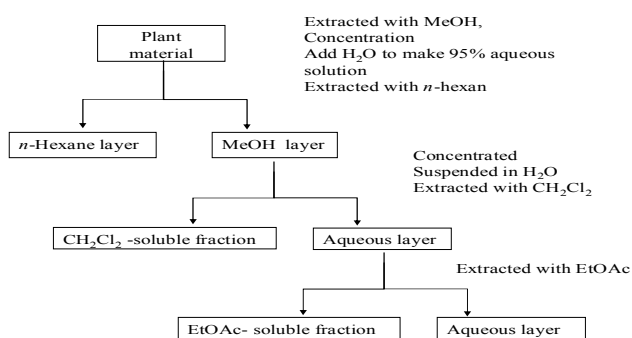 Plant
material
Extracted with MeOH,
Concentration
Add H₂O to make 95% aqueous
solution
Extracted with n-hexan
n-Hexane layer
MeOH layer
Concentrated
Suspended in H₂O
Extracted with CH₂Cl₂
CH₂Cl₂ -soluble fraction
Aqueous layer
Extracted with EtOAc
EtOAc- soluble fraction
Aqueous layer